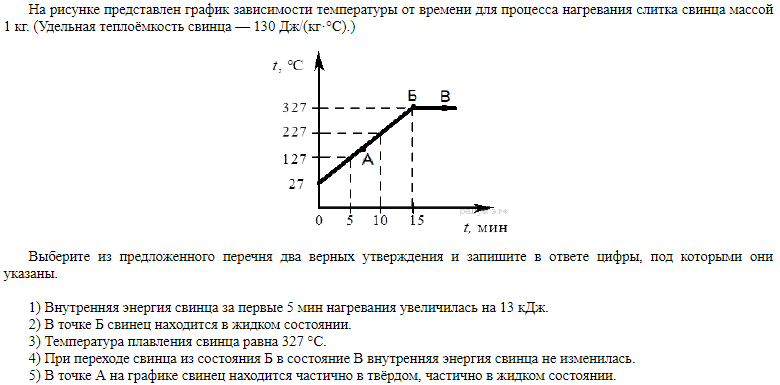 На рисунке представлен график зависимости температуры от времени для процесса нагревания слитка свинца массой
1 кг. (Удельная теплоёмкость свинца — 130 Дж/(кг·°С).)
t, °С
327
227
127
27
Б
В
А
0 5 10 15
t, мин
Выберите из предложенного перечня два верных утверждения и запишите в ответе цифры, под которыми они
указаны.
1) Внутренняя энергия свинца за первые 5 мин нагревания увеличилась на 13 кДж.
2) В точке Б свинец находится в жидком состоянии.
3) Температура плавления свинца равна 327 °С.
4) При переходе свинца из состояния Б в состояние В внутренняя энергия свинца не изменилась.
5) В точке А на графике свинец находится частично в твёрдом, частично в жидком состоянии.